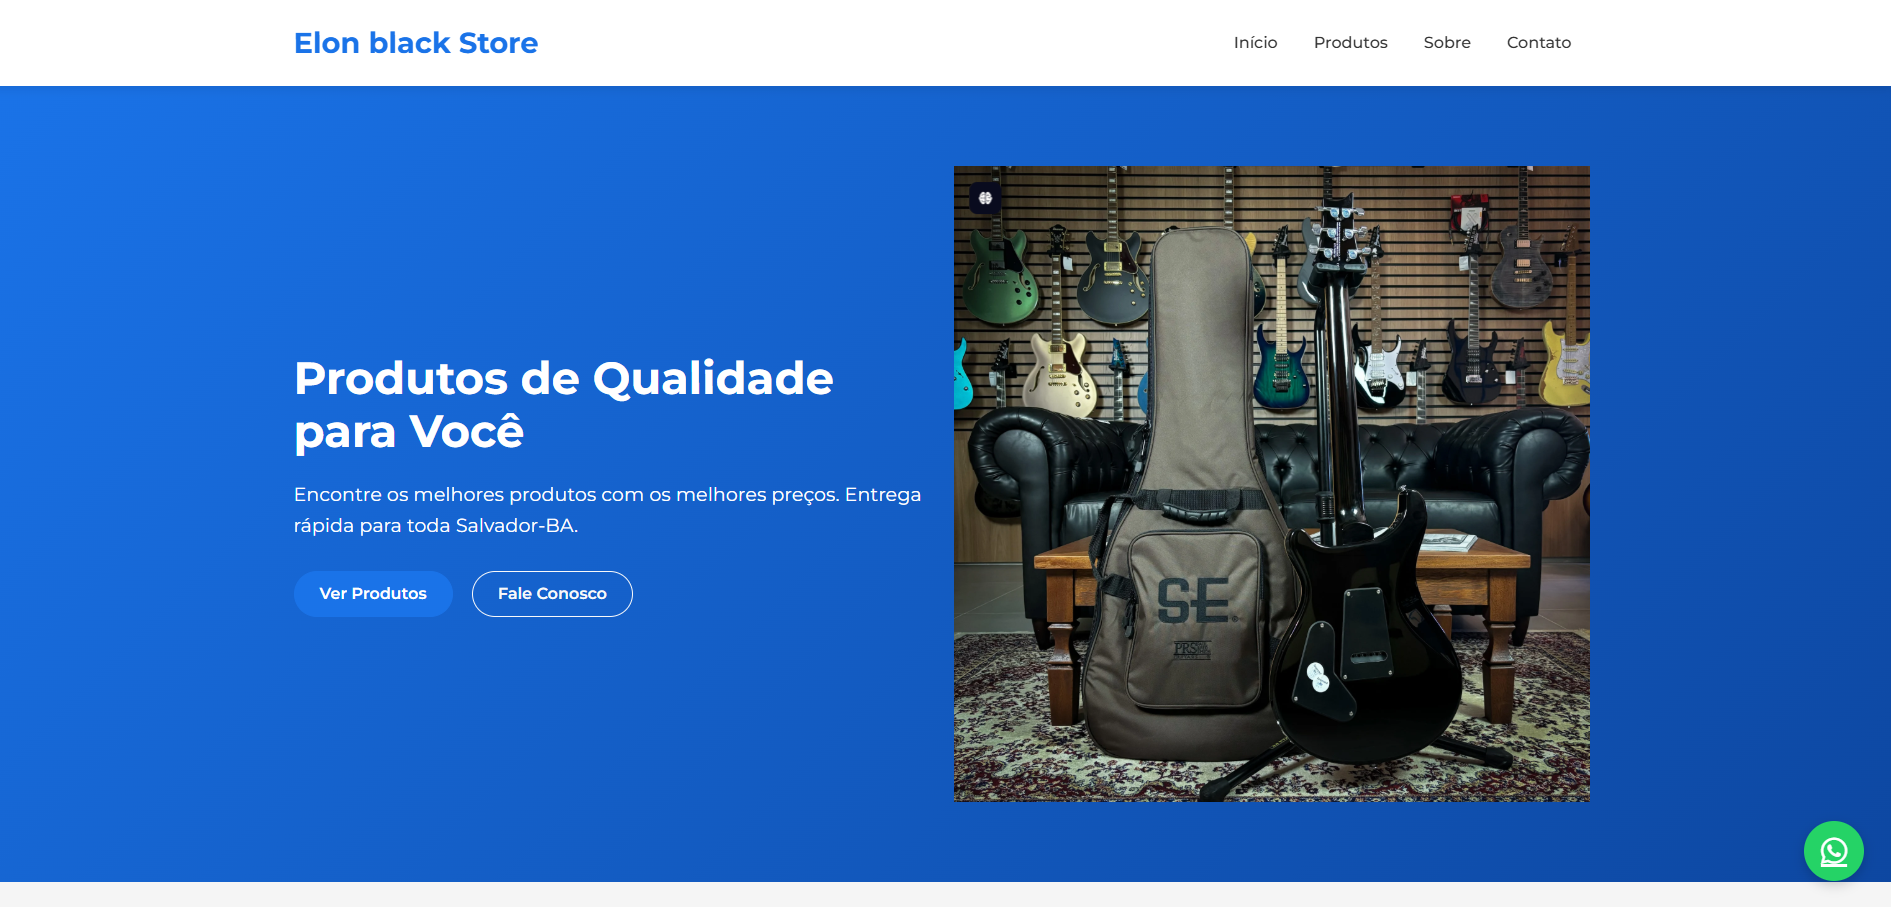 Elon black Store
Início
Produtos
Sobre
Contato
Produtos de Qualidade
para Você
Encontre os melhores produtos com os melhores preços. Entrega
rápida para toda Salvador-BA.
Ver Produtos
Fale Conosco
SE
PRS